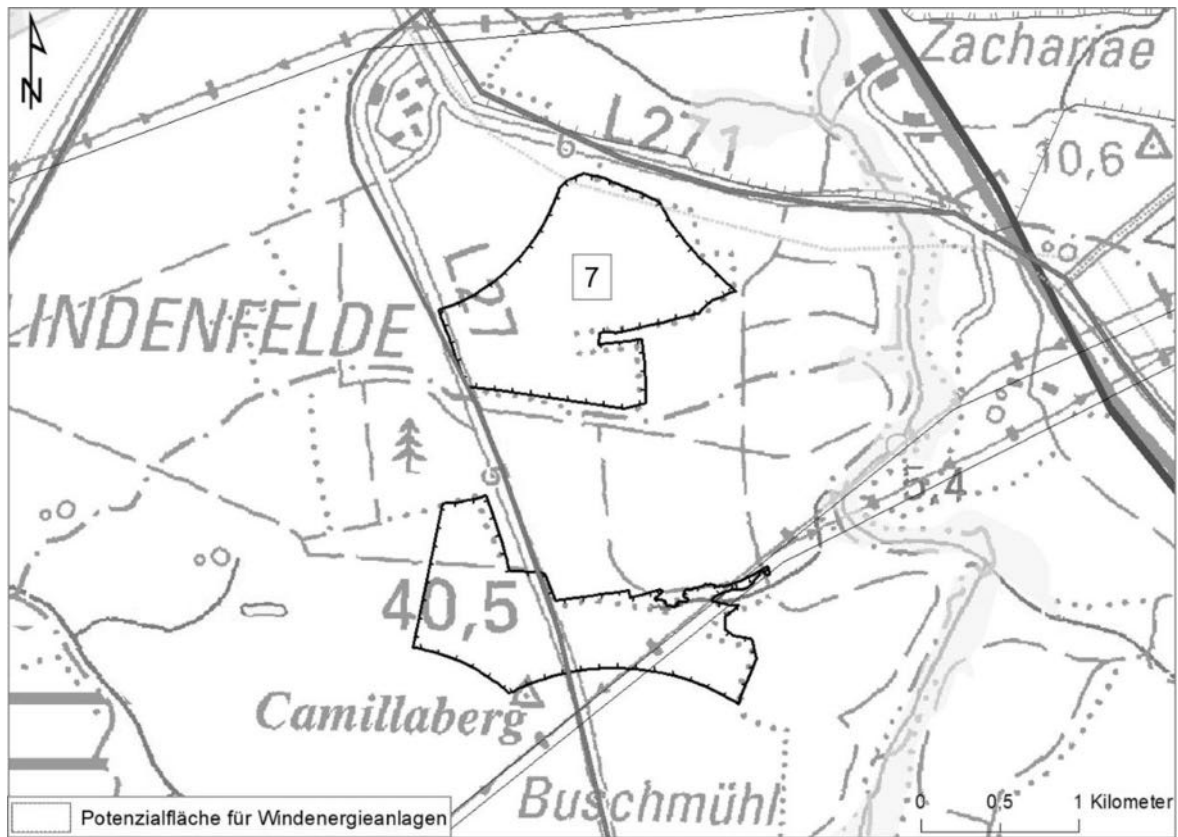 Zachariae
N
L271
10,6
7
L27
LINDENFELDE
5,4
40,5
Camillaberg
Buschmühl
0 0,5 1 Kilometer
Potenzialfläche für Windenergieanlagen